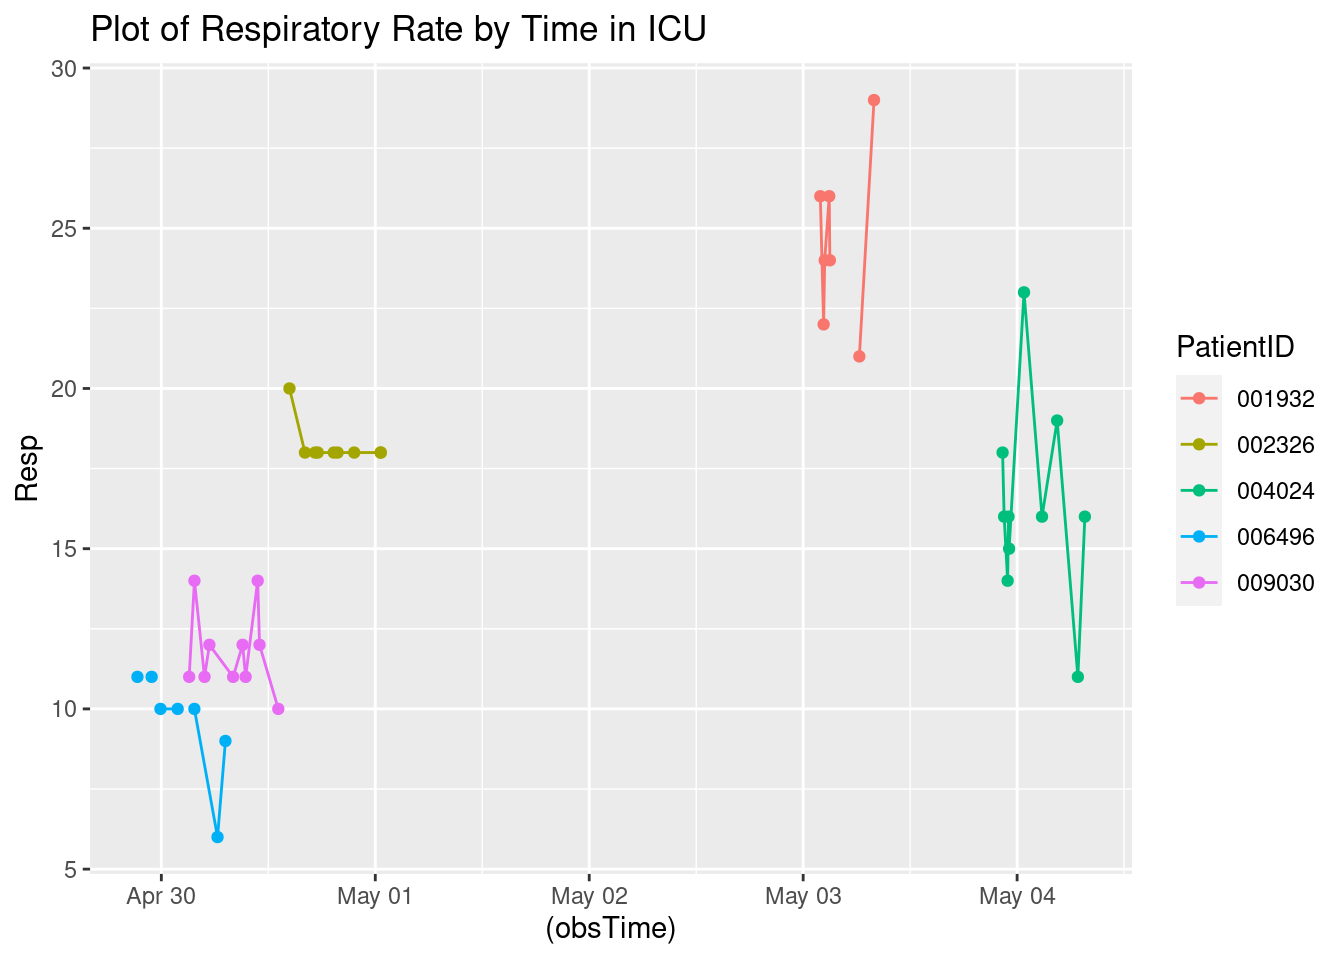 Plot of Respiratory Rate by Time in ICU
30
25
20
15
10
5
Resp
Apr 30
May 01
May 02
May 03
May 04
(obsTime)
PatientID
001932
002326
004024
006496
009030